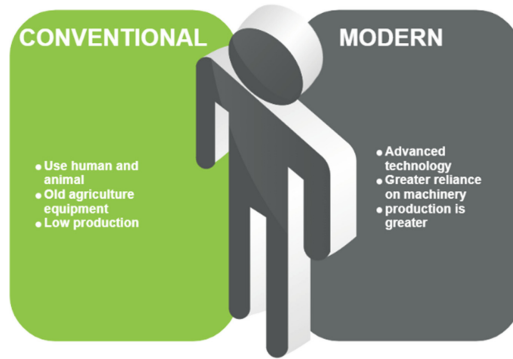 CONVENTIONAL
• Use human and
animal
• Old agriculture
equipment
• Low production
MODERN
• Advanced
technology
• Greater reliance
on machinery
• production is
greater